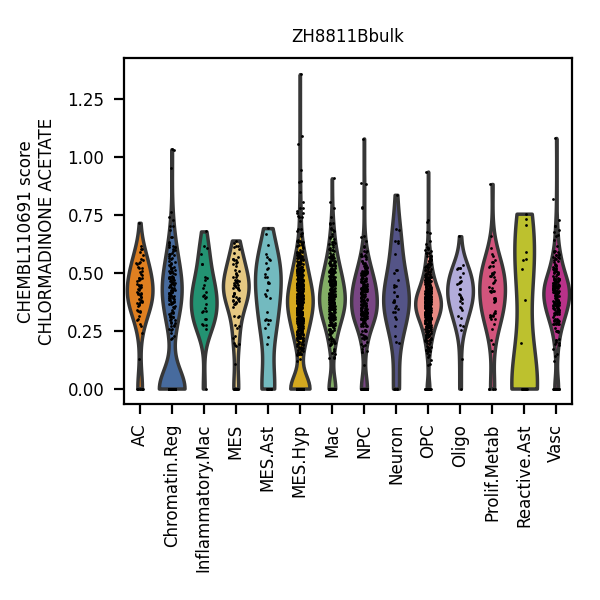 ZH8811Bbulk
CHEMBL110691 score
CHLORMADINONE ACETATE
1.25
1.00
0.75
0.50
0.25
0.00
AC
Chromatin.Reg
Inflammatory.Mac
MES
MES.Ast
MES.Hyp
Mac
NPC
Neuron
OPC
Oligo
Prolif.Metab
Reactive.Ast
Vasc